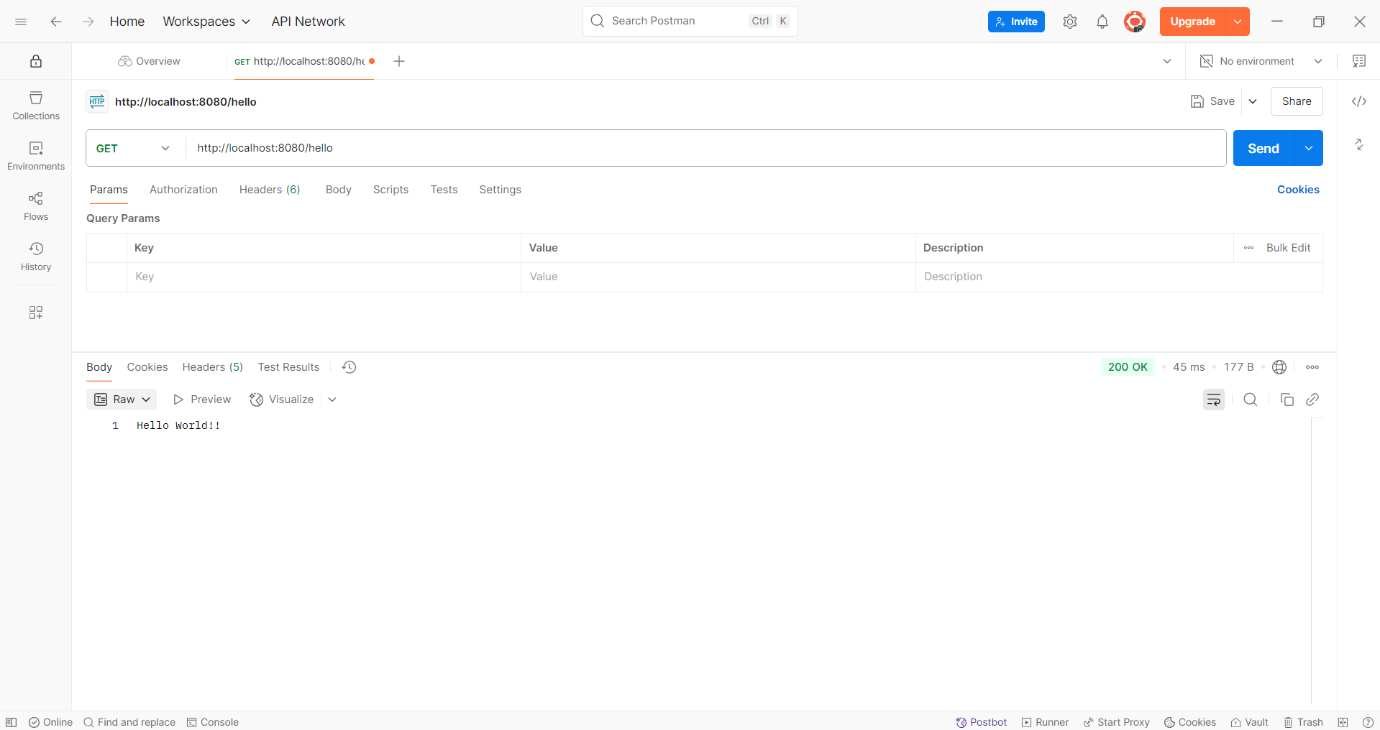 Home Workspaces API Network Search Postman Ctrl K Invite Upgrade
Overview GET http://localhost:8080/he No environment
HTTP http://localhost:8080/hello Save Share
Collections
GET http://localhost:8080/hello Send
Environments
Params Authorization Headers (6) Body Scripts Tests Settings Cookies
Flows
Query Params
History
Key Value Description Bulk Edit
Key Value Description
Body Cookies Headers (5) Test Results 200 OK 45 ms 177 B
Raw Preview Visualize
1 Hello World!!
Online Find and replace Console Postbot Runner Start Proxy Cookies Vault Trash